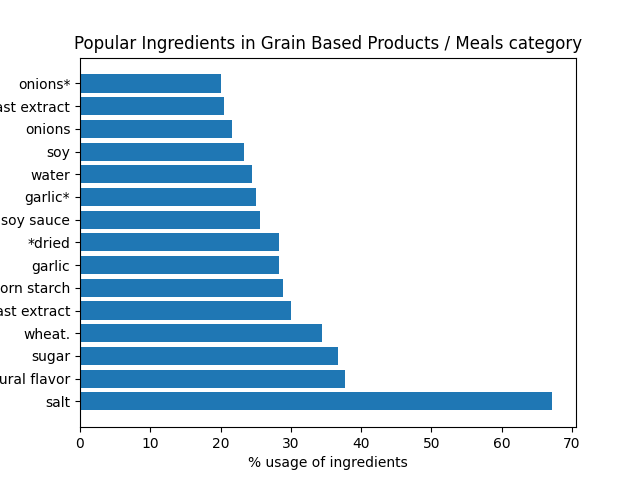 Popular Ingredients in Grain Based Products / Meals category
onions*
ast extract
onions
soy
water
garlic*
soy sauce
*dried
garlic
orn starch
ast extract
wheat.
sugar
ural flavor
salt
0 10 20 30 40 50 60 70
% usage of ingredients